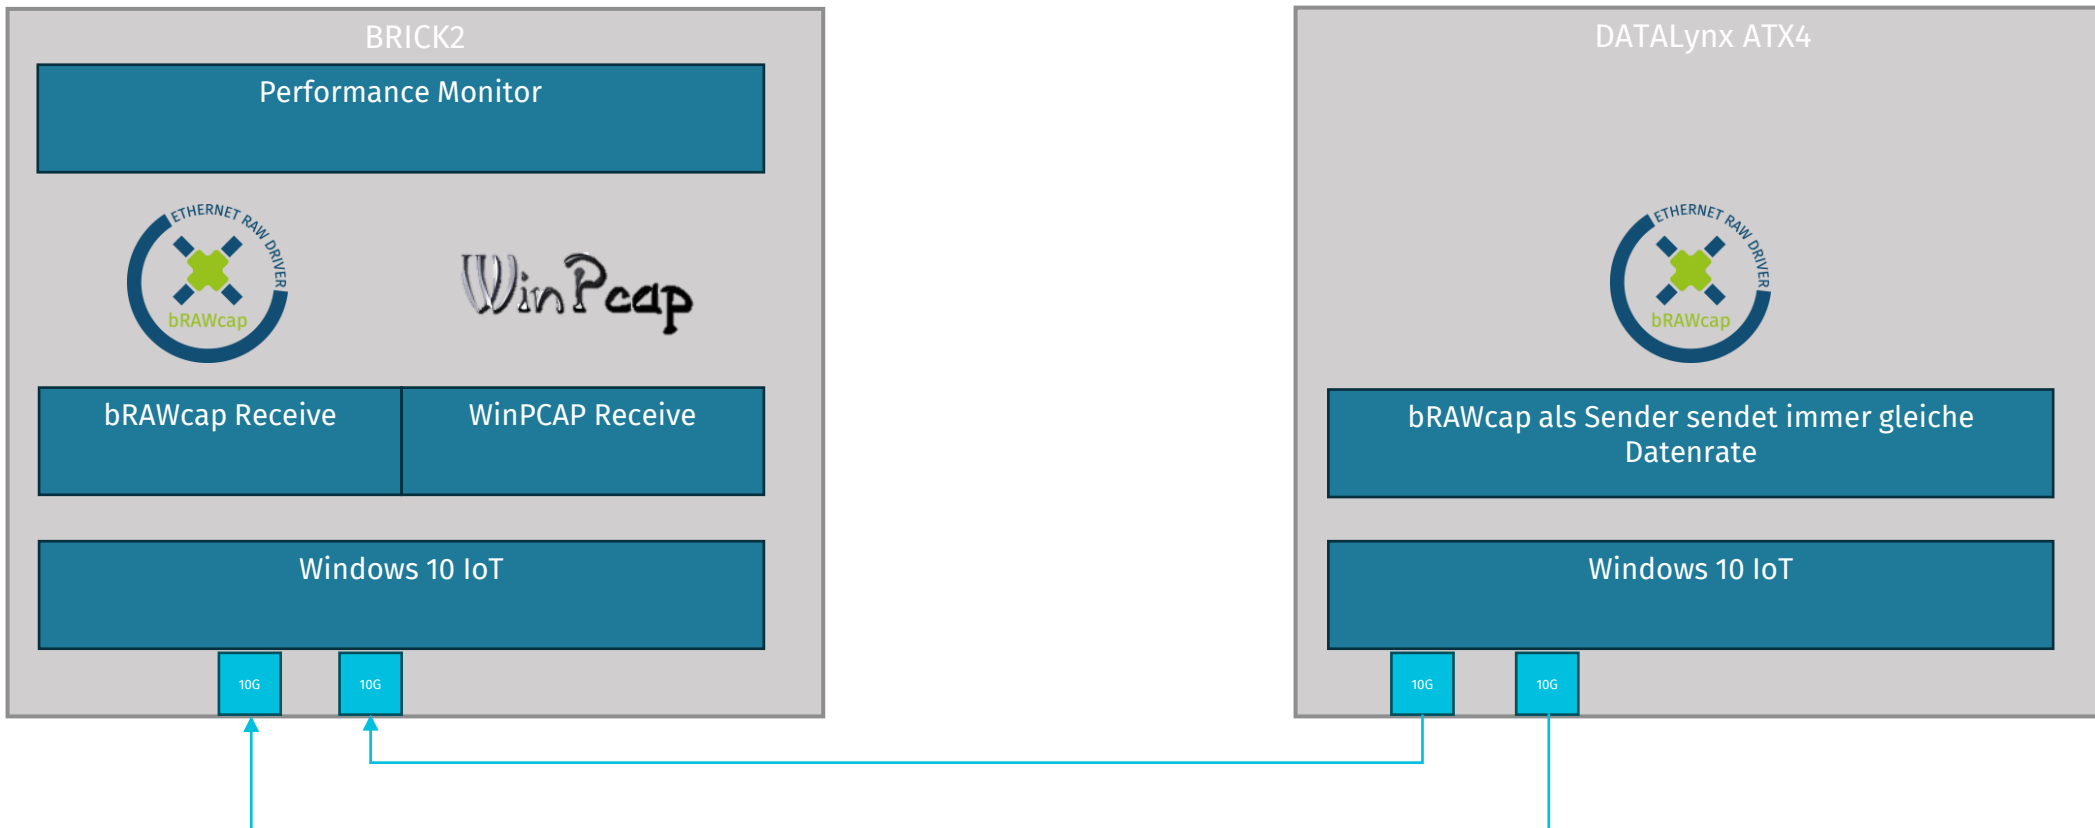 BRICK2
Performance Monitor
ETHERNET RAW DRIVER
bRAWcap
WinPcap
bRAWcap Receive
WinPCAP Receive
Windows 10 IoT
10G
10G
DATALynx ATX4
ETHERNET RAW DRIVER
bRAWcap
bRAWcap als Sender sendet immer gleiche
Datenrate
Windows 10 IoT
10G
10G